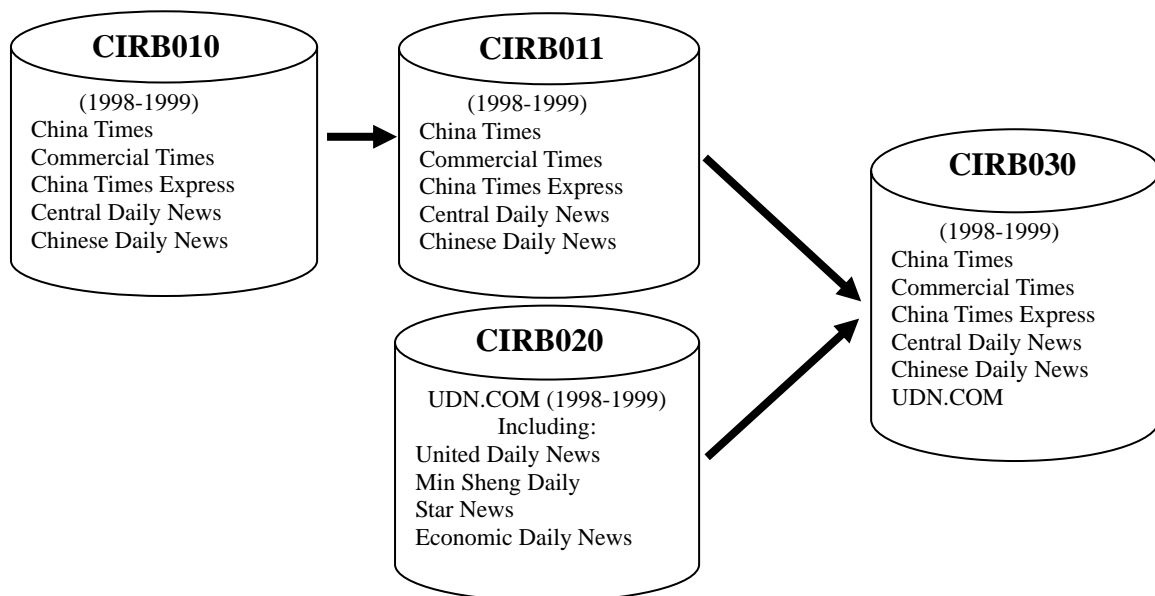 CIRB010
(1998-1999)
China Times
Commercial Times
China Times Express
Central Daily News
Chinese Daily News
CIRB011
(1998-1999)
China Times
Commercial Times
China Times Express
Central Daily News
Chinese Daily News
CIRB020
UDN.COM (1998-1999)
Including:
United Daily News
Min Sheng Daily
Star News
Economic Daily News
CIRB030
(1998-1999)
China Times
Commercial Times
China Times Express
Central Daily News
Chinese Daily News
UDN.COM